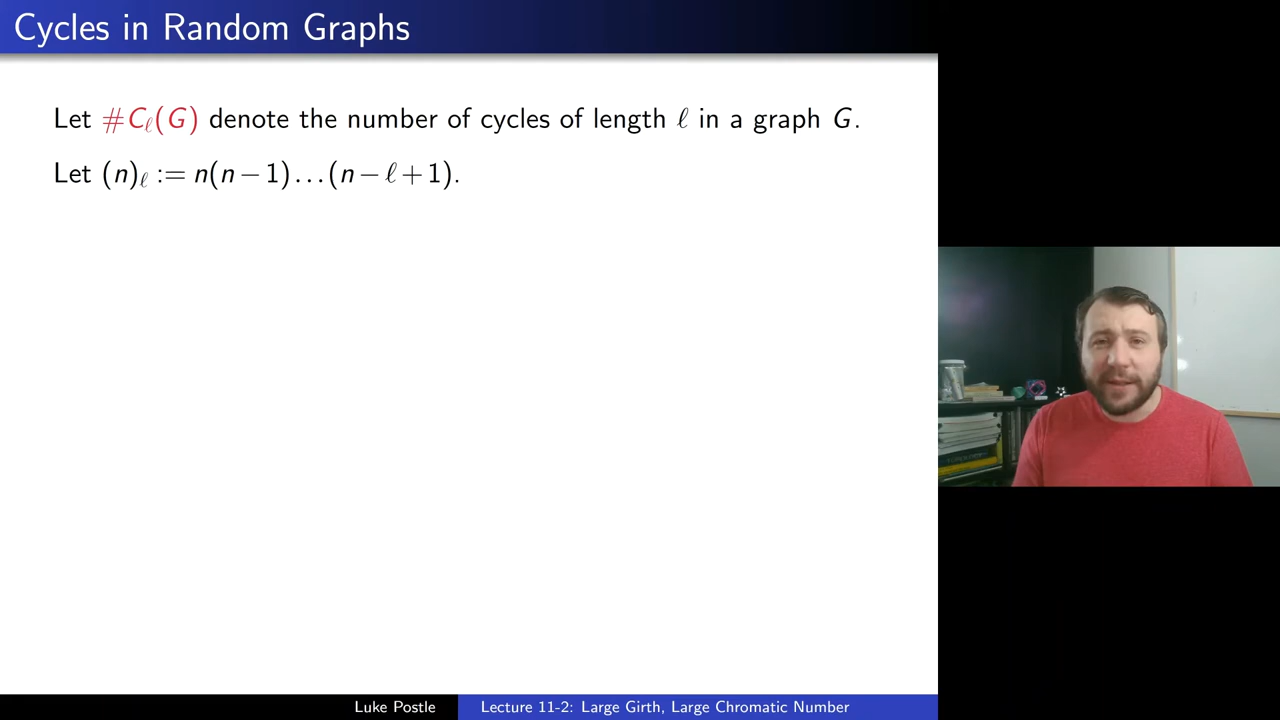 Cycles in Random Graphs
Let #C_ℓ(G) denote the number of cycles of length ℓ in a graph G.
Let (n)_ℓ := n(n − 1)…(n − ℓ + 1).
Luke Postle
Lecture 11-2: Large Girth, Large Chromatic Number